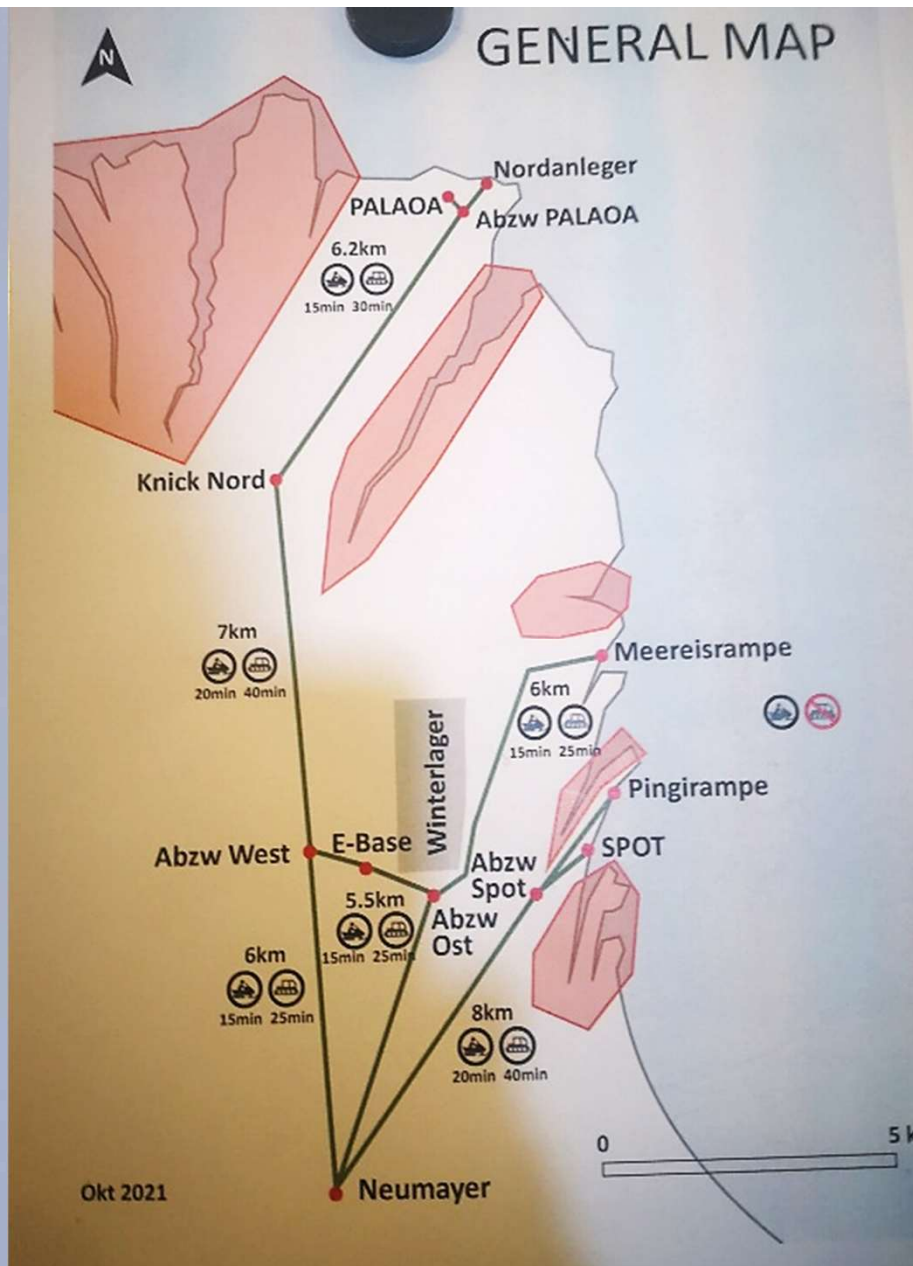 N
GENERAL MAP
Nordanleger
PALAOA
Abzw PALAOA
6.2km
15min 30min
Knick Nord
7km
20min 40min
Meereisrampe
6km
15min 25min
Winterlager
Pingirampe
Abzw West
E-Base
SPOT
Abzw
Spot
5.5km
Abzw
Ost
15min 25min
6km
15min 25min
8km
20min 40min
0
5 k
Okt 2021
Neumayer